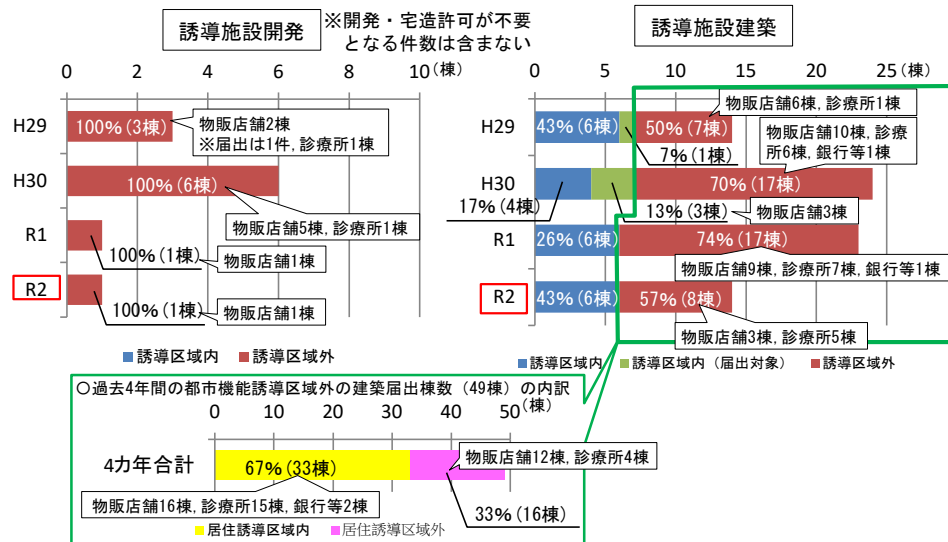 誘導施設開発
※開発・宅造許可が不要
となる件数は含まない
0 2 4 6 8 10(棟)
H29
100%(3棟)
物販店舗2棟
※届出は1件, 診療所1棟
H30
100%(6棟)
物販店舗5棟, 診療所1棟
R1
100%(1棟)
物販店舗1棟
R2
100%(1棟)
物販店舗1棟
■誘導区域内 ■誘導区域外
誘導施設建築
0 5 10 15 20 25(棟)
H29
43%(6棟)
50%(7棟)
物販店舗6棟, 診療所1棟
7%(1棟)
H30
17%(4棟)
70%(17棟)
物販店舗10棟, 診療
所6棟, 銀行等1棟
13%(3棟)
物販店舗3棟
R1
26%(6棟)
74%(17棟)
物販店舗9棟, 診療所7棟, 銀行等1棟
R2
43%(6棟)
57%(8棟)
物販店舗3棟, 診療所5棟
■誘導区域内 ■誘導区域内（届出対象） ■誘導区域外
○過去4年間の都市機能誘導区域外の建築届出棟数（49棟）の内訳
0 10 20 30 40 50(棟)
4カ年合計
67%(33棟)
物販店舗12棟, 診療所4棟
物販店舗16棟, 診療所15棟, 銀行等2棟
33%(16棟)
■居住誘導区域内 ■居住誘導区域外